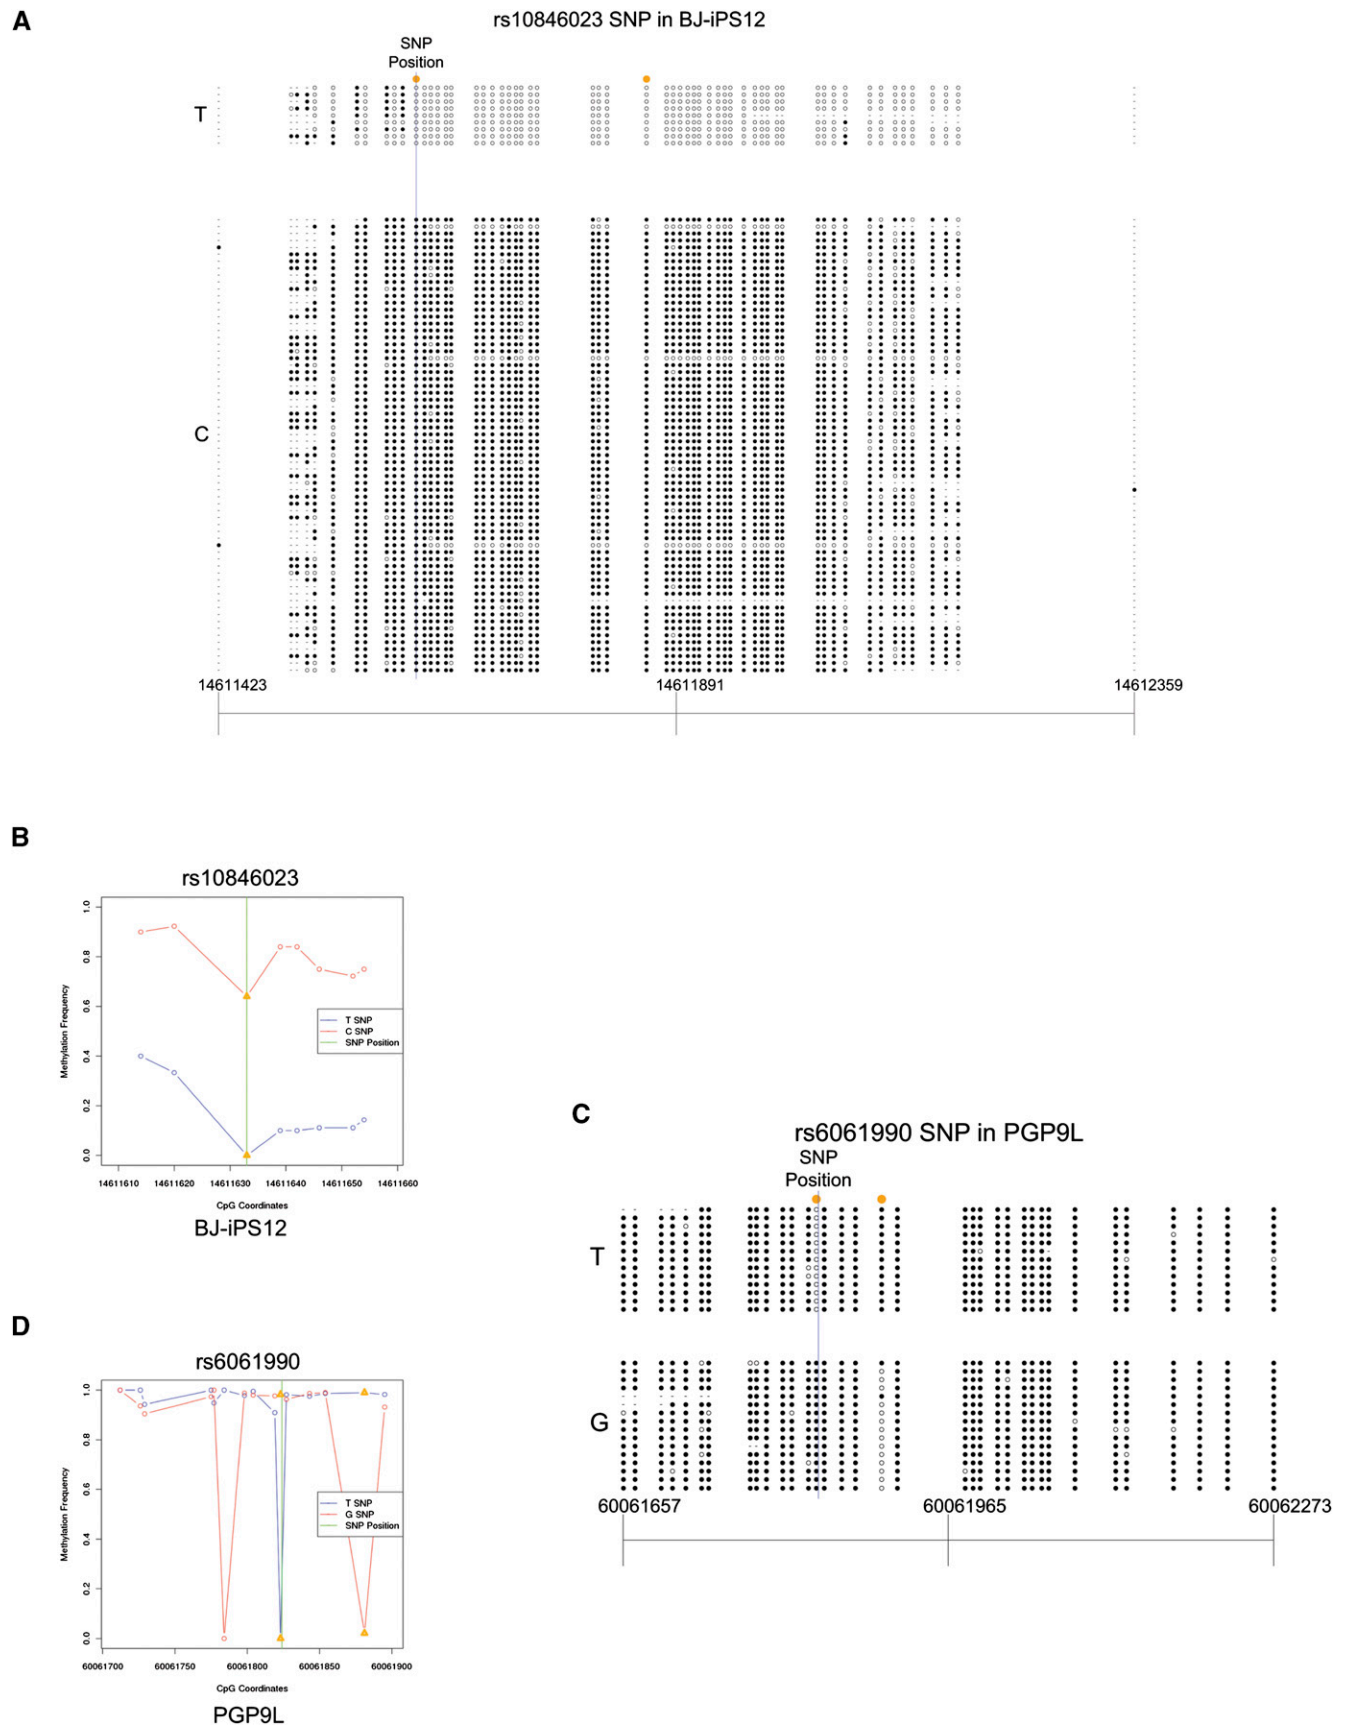 A
rs10846023 SNP in BJ-iPS12
SNP
Position
T
C
14611423
14611891
14612359
B
rs10846023
1.0
0.8
0.6
0.4
0.2
0.0
Methylation Frequency
T SNP
C SNP
SNP Position
14611610 14611620 14611630 14611640 14611650 14611660
CpG Coordinates
BJ-iPS12
C
rs6061990 SNP in PGP9L
SNP
Position
T
G
60061657
60061965
60062273
D
rs6061990
1.0
0.8
0.6
0.4
0.2
0.0
Methylation Frequency
T SNP
G SNP
SNP Position
60061700 60061750 60061800 60061850 60061900
CpG Coordinates
PGP9L